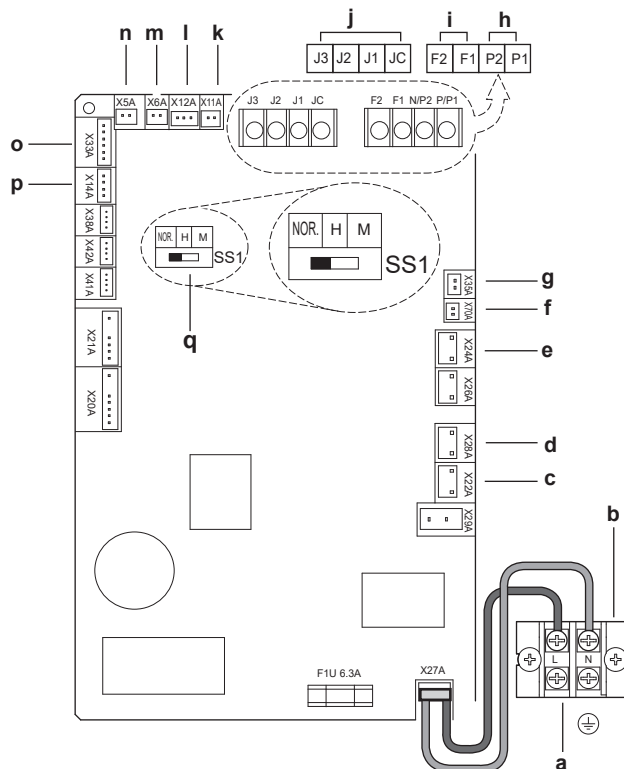 j
i
h
n
m
l
k
J3 J2 J1 JC
F2 F1 P2 P1
X5A
X6A
X12A
X11A
J3 J2 J1 JC
F2 F1 N/P2 P/P1
o
X33A
p
X14A
X38A
X42A
X41A
NOR. H M
SS1
NOR. H M
SS1
q
X21A
X20A
X35A
g
X70A
f
X24A
e
X26A
X28A
d
X22A
c
X29A
b
L N
F1U 6.3A
X27A
a